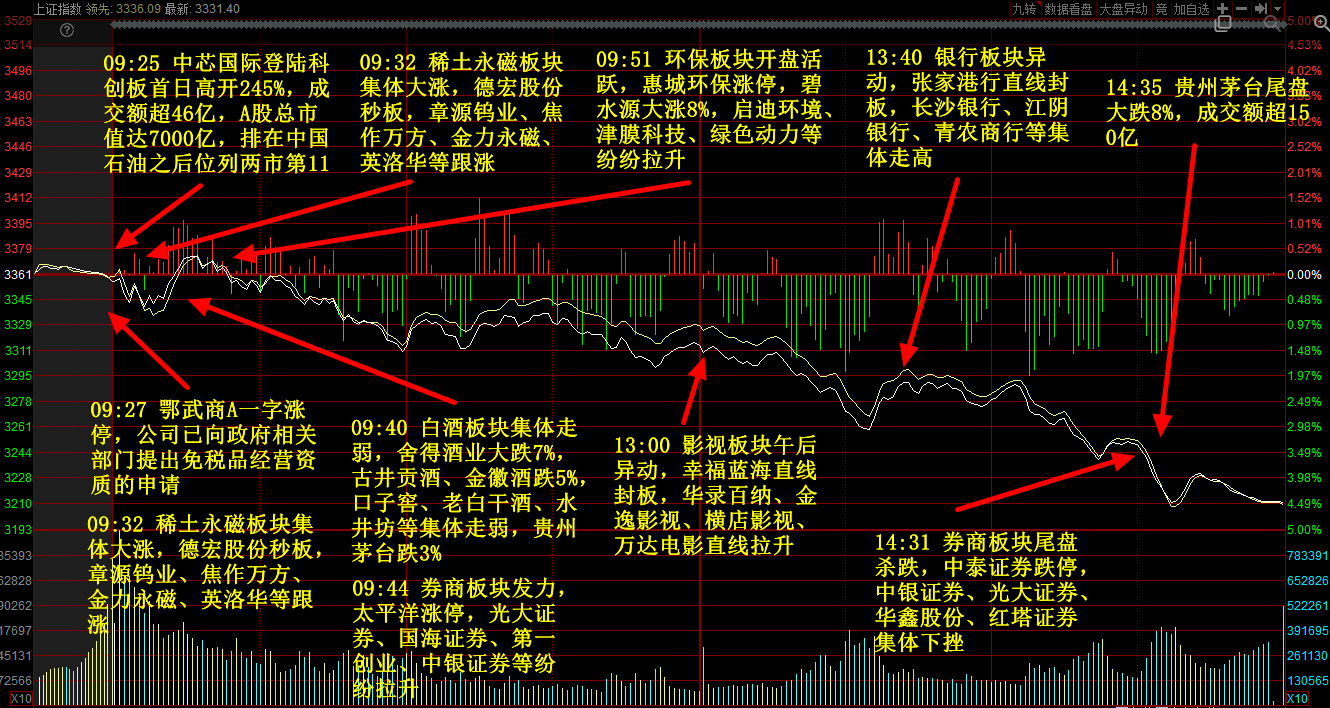 上证指数 领先: 3336.09 最新: 3331.40
九转 数据看盘 大盘异动 竟 加自选
3529
3514
3496
3480
3463
3446
3429
3412
3395
3379
3361
3345
3329
3311
3295
3278
3261
3244
3228
3210
3193
35393
52828
90262
17697
45131
72566
X10
09:25 中芯国际登陆科
创板首日高开245%，成
交额超46亿，A股总市
值达7000亿，排在中国
石油之后位列两市第11
09:32 稀土永磁板块
集体大涨，德宏股份
秒板，章源钨业、焦
作万方、金力永磁、
英洛华等跟涨
09:51 环保板块开盘活
跃，惠城环保涨停，碧
水源大涨8%，启迪环境、
津膜科技、绿色动力等
纷纷拉升
13:40 银行板块异
动，张家港行直线封
板，长沙银行、江阴
银行、青农商行等集
体走高
14:35 贵州茅台尾盘
大跌8%，成交额超15
0亿
09:27 鄂武商A一字涨
停，公司已向政府相关
部门提出免税品经营资
质的申请
09:32 稀土永磁板块集
体大涨，德宏股份秒板，
章源钨业、焦作万方、
金力永磁、英洛华等跟
涨
09:40 白酒板块集体走
弱，舍得酒业大跌7%，
古井贡酒、金徽酒跌5%，
口子窖、老白干酒、水
井坊等集体走弱，贵州
茅台跌3%
09:44 券商板块发力，
太平洋涨停，光大证
券、国海证券、第一
创业、中银证券等纷
纷拉升
13:00 影视板块午后
异动，幸福蓝海直线
封板，华录百纳、金
逸影视、横店影视、
万达电影直线拉升
14:31 券商板块尾盘
杀跌，中泰证券跌停，
中银证券、光大证券、
华鑫股份、红塔证券
集体下挫
5.00%
4.53%
4.02%
3.02%
2.52%
2.01%
1.52%
1.01%
0.52%
0.00%
0.48%
0.97%
1.48%
1.97%
2.49%
2.98%
3.49%
3.98%
4.49%
5.00%
783391
652826
522261
391695
261130
130565
X10